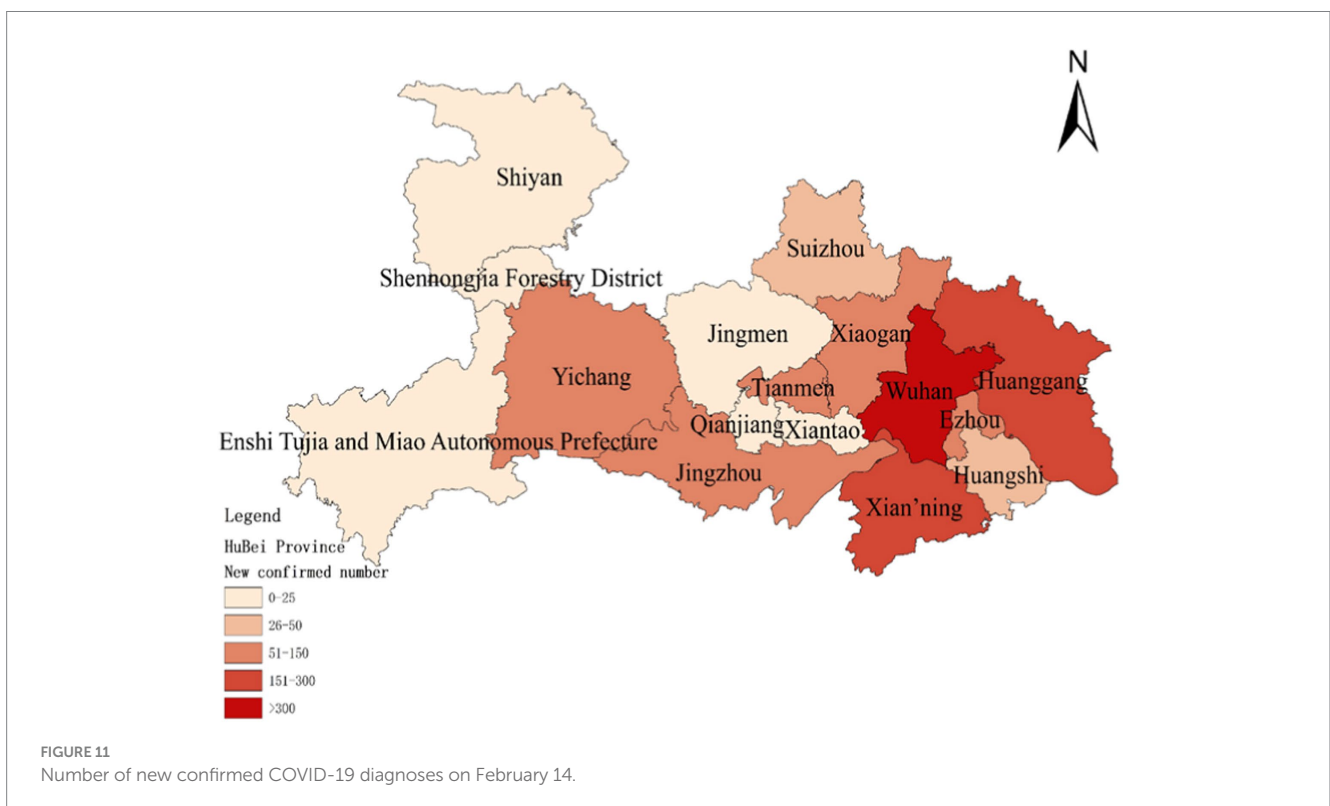 N
Shiyan
Suizhou
Shennongjia Forestry District
Jingmen
Xiaogan
Yichang
Tianmen
Wuhan
Huanggang
Qianjiang
Xiantao
Ezhou
Enshi Tujia and Miao Autonomous Prefecture
Jingzhou
Huangshi
Xian’ning
Legend
HuBei Province
New confirmed number
0-25
26-50
51-150
151-300
>300
FIGURE 11
Number of new confirmed COVID-19 diagnoses on February 14.